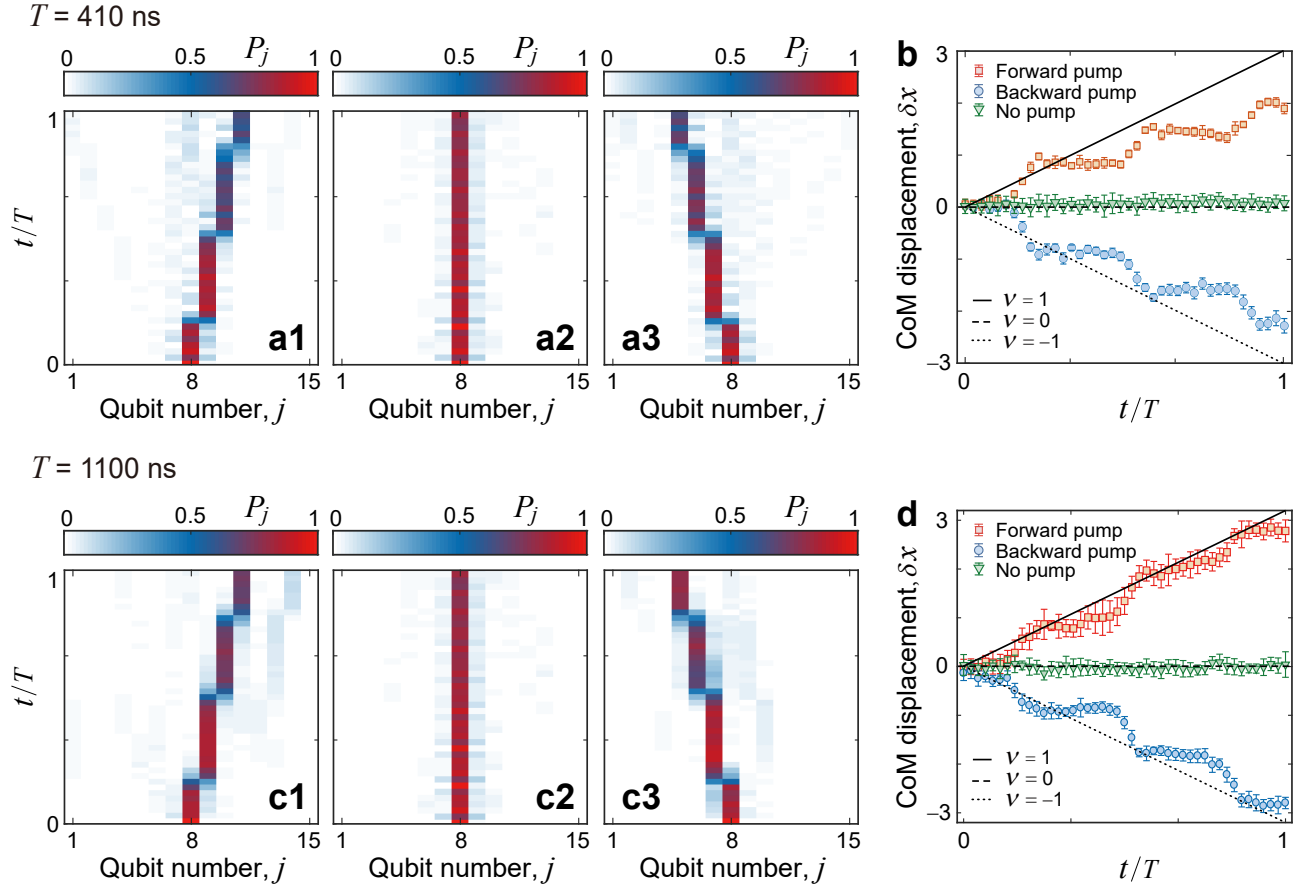 T = 410 ns
0 0.5 P_j 1
0 0.5 P_j 1
0 0.5 P_j 1
1
t/T
0
a1
a2
a3
1 8 15
1 8 15
1 8 15
Qubit number, j
Qubit number, j
Qubit number, j
b
3
Forward pump
Backward pump
No pump
CoM displacement, δx
0
ν = 1
ν = 0
ν = −1
−3
0 1
t/T
T = 1100 ns
0 0.5 P_j 1
0 0.5 P_j 1
0 0.5 P_j 1
1
t/T
0
c1
c2
c3
1 8 15
1 8 15
1 8 15
Qubit number, j
Qubit number, j
Qubit number, j
d
3
Forward pump
Backward pump
No pump
CoM displacement, δx
0
ν = 1
ν = 0
ν = −1
−3
0 1
t/T